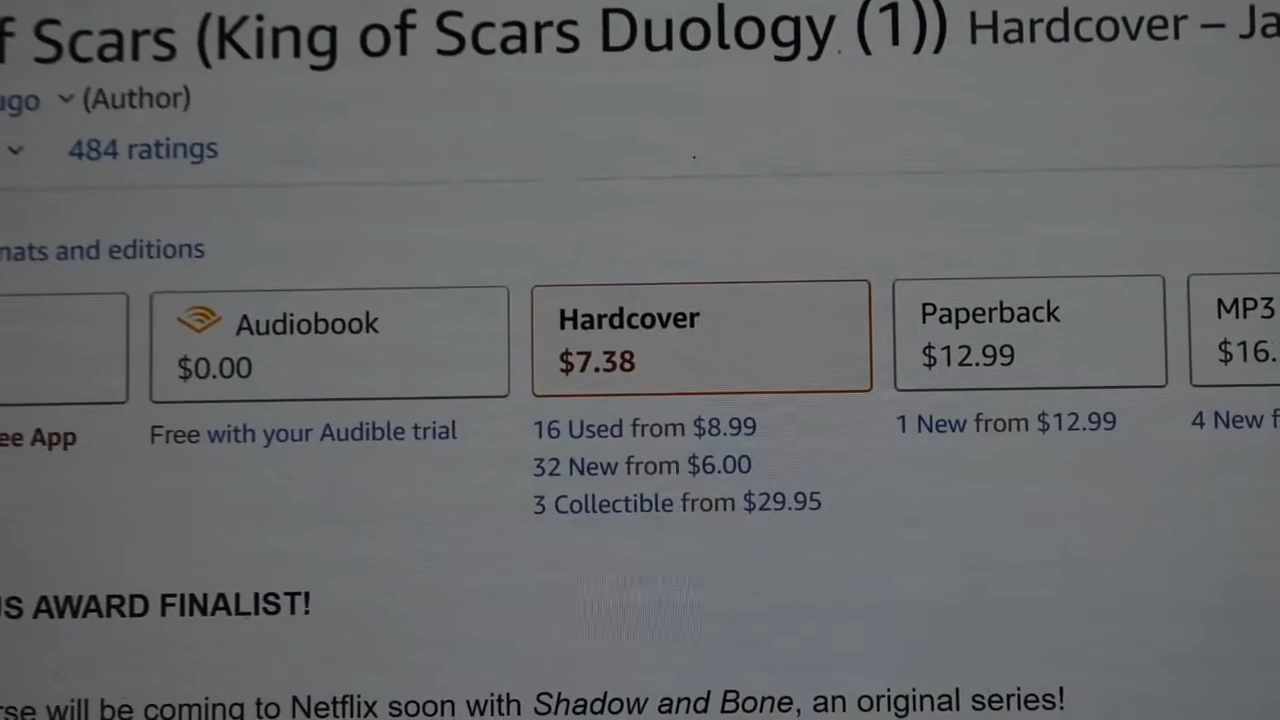 f Scars (King of Scars Duology (1)) Hardcover – Ja
ugo (Author)
484 ratings
mats and editions
Audiobook
$0.00
Hardcover
$7.38
Paperback
$12.99
MP3
$16.
ee App
Free with your Audible trial
16 Used from $8.99
32 New from $6.00
3 Collectible from $29.95
1 New from $12.99
4 New f
US AWARD FINALIST!
rse will be coming to Netflix soon with Shadow and Bone, an original series!